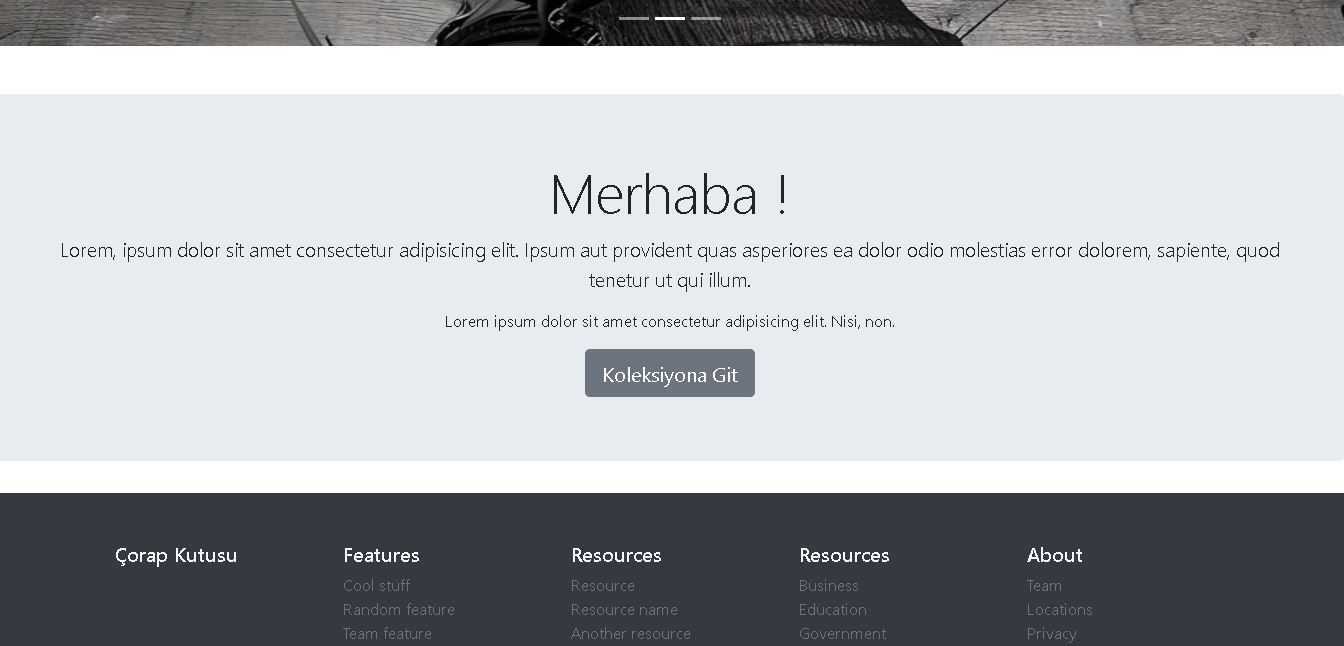 Merhaba !
Lorem, ipsum dolor sit amet consectetur adipisicing elit. Ipsum aut provident quas asperiores ea dolor odio molestias error dolorem, sapiente, quod
tenetur ut qui illum.
Lorem ipsum dolor sit amet consectetur adipisicing elit. Nisi, non.
Koleksiyona Git
Çorap Kutusu
Features
Cool stuff
Random feature
Team feature
Resources
Resource
Resource name
Another resource
Resources
Business
Education
Government
About
Team
Locations
Privacy